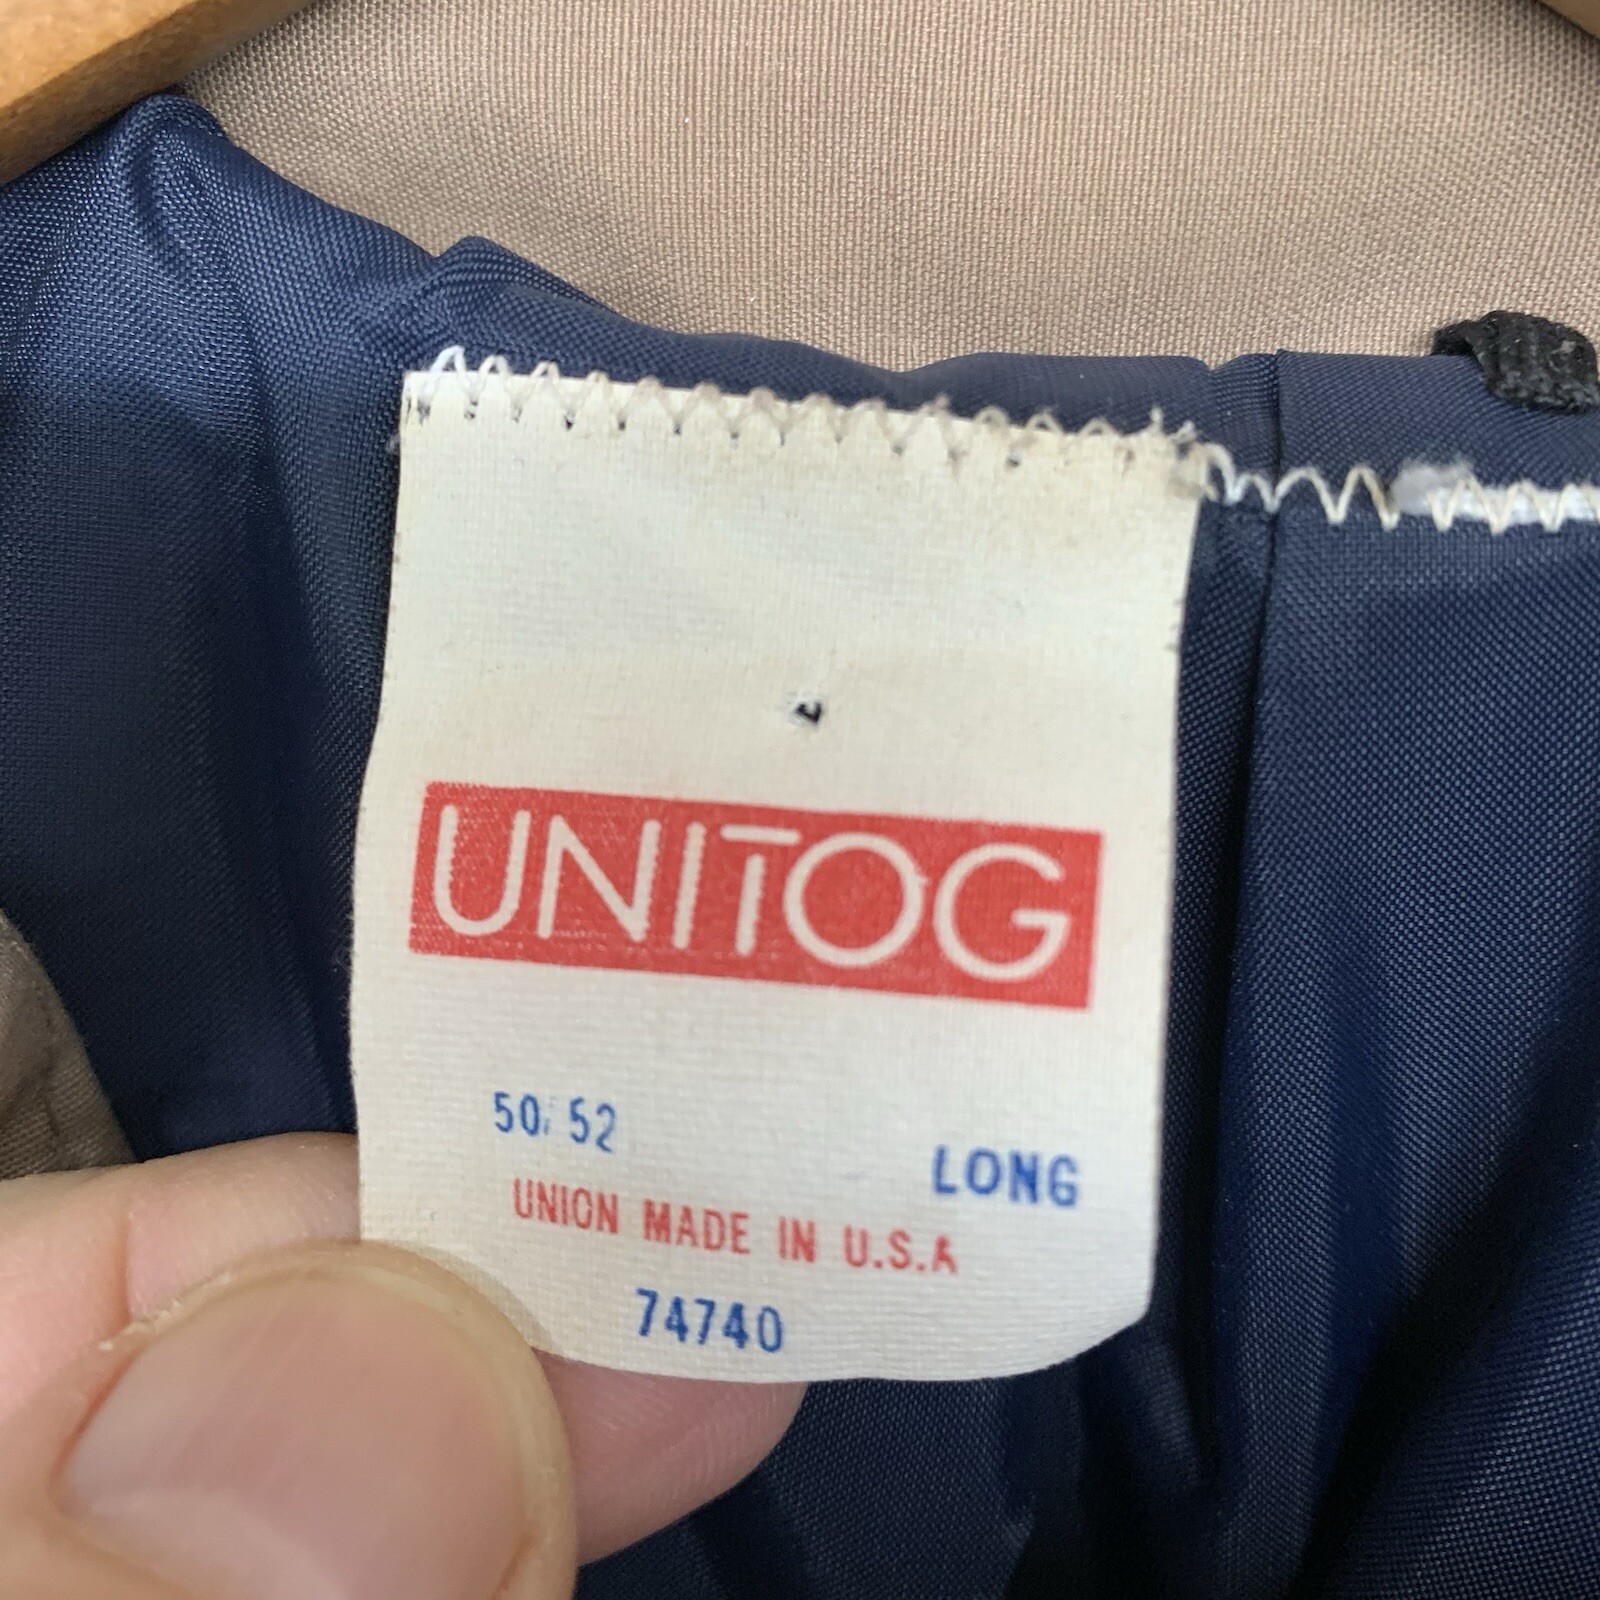 UNITOG
50/52
LONG
UNION MADE IN U.S.A
74740